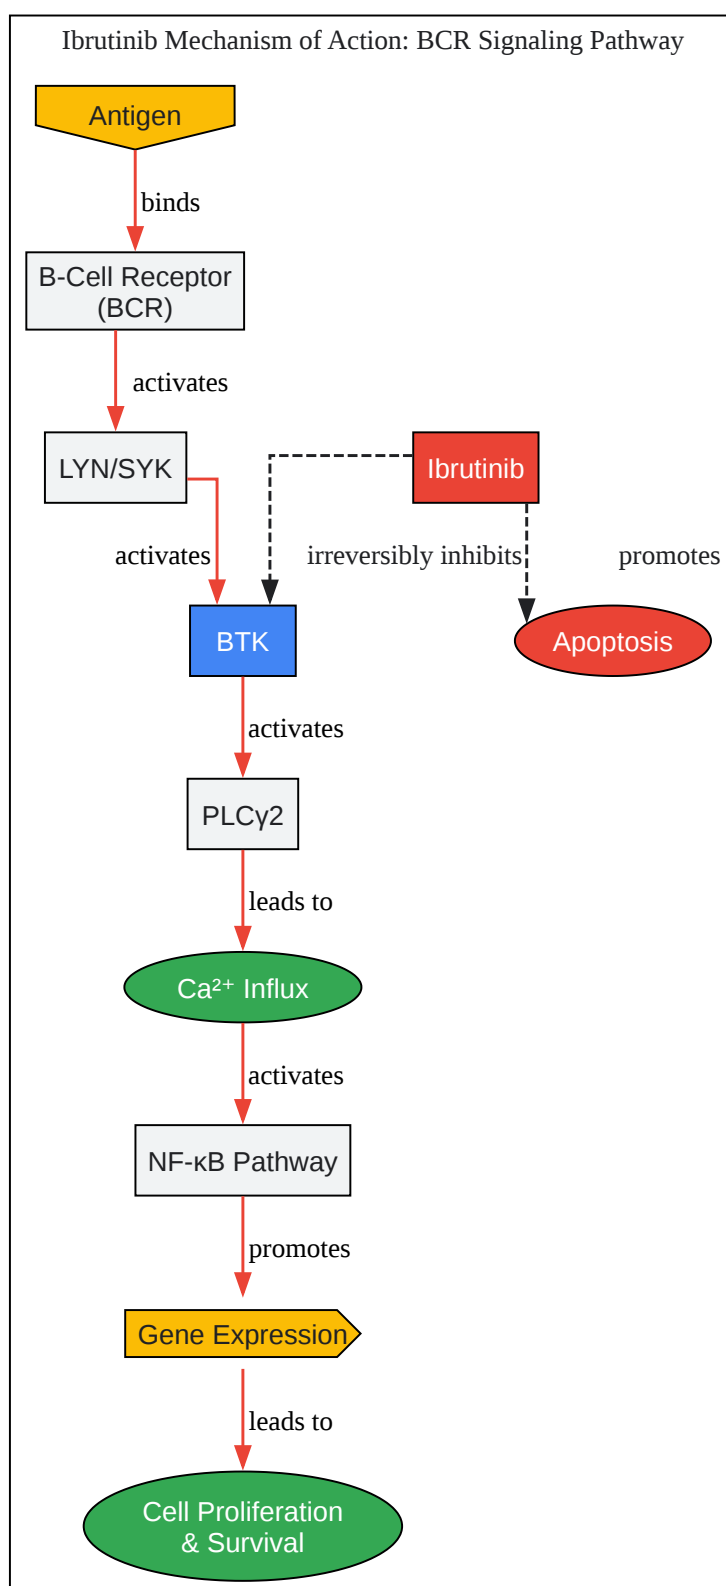 Ibrutinib Mechanism of Action: BCR Signaling Pathway
Antigen
binds
B-Cell Receptor
(BCR)
activates
LYN/SYK
Ibrutinib
activates
irreversibly inhibits
promotes
BTK
Apoptosis
activates
PLCγ2
leads to
Ca²⁺ Influx
activates
NF-κB Pathway
promotes
Gene Expression
leads to
Cell Proliferation
& Survival